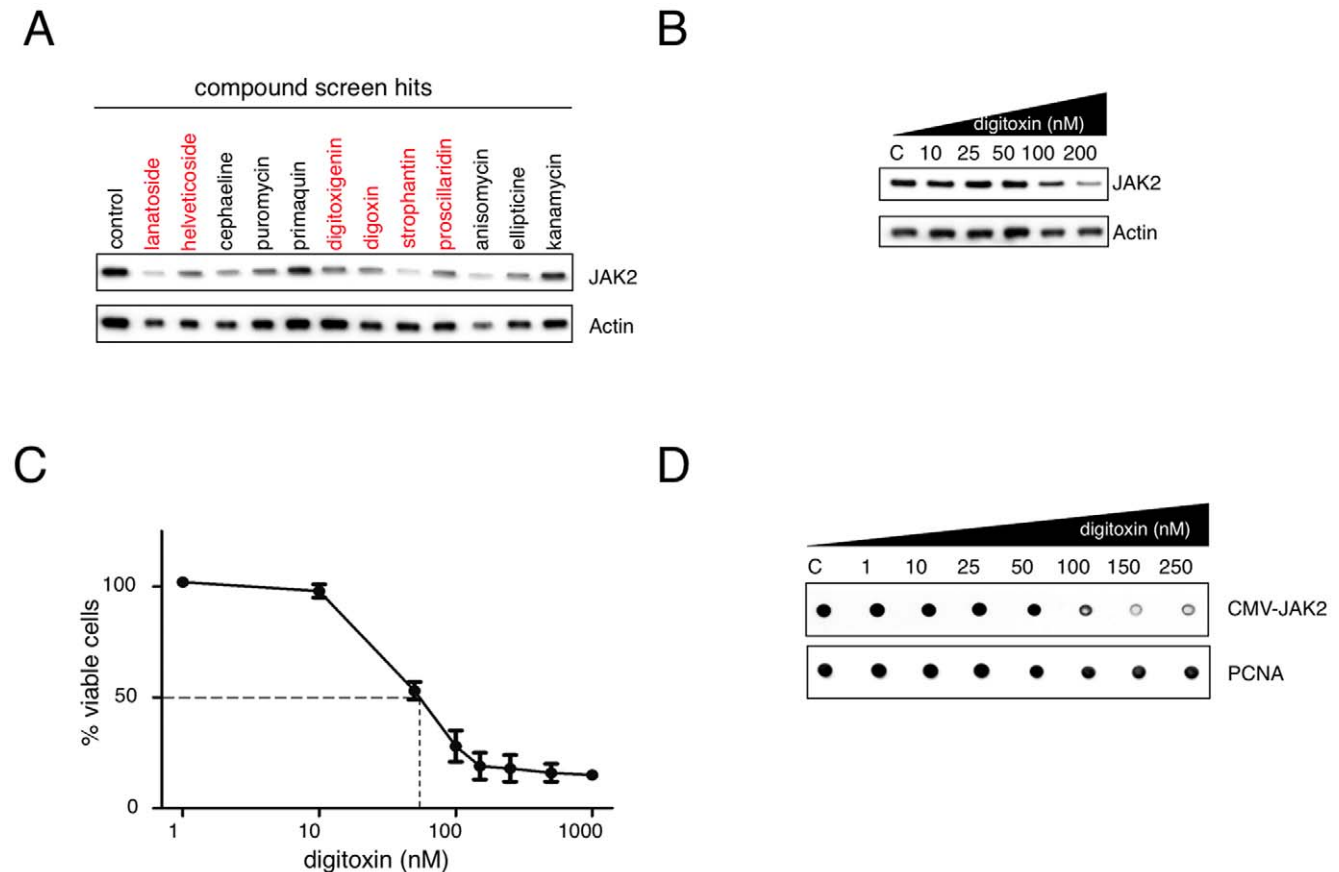 A
compound screen hits
control
lanatoside
helveticoside
cephaeline
puromycin
primaquin
digitoxigenin
digoxin
strophantin
proscillaridin
anisomycin
ellipticine
kanamycin
JAK2
Actin
B
digitoxin (nM)
C 10 25 50 100 200
JAK2
Actin
C
% viable cells
100
50
0
1 10 100 1000
digitoxin (nM)
D
digitoxin (nM)
C 1 10 25 50 100 150 250
CMV-JAK2
PCNA